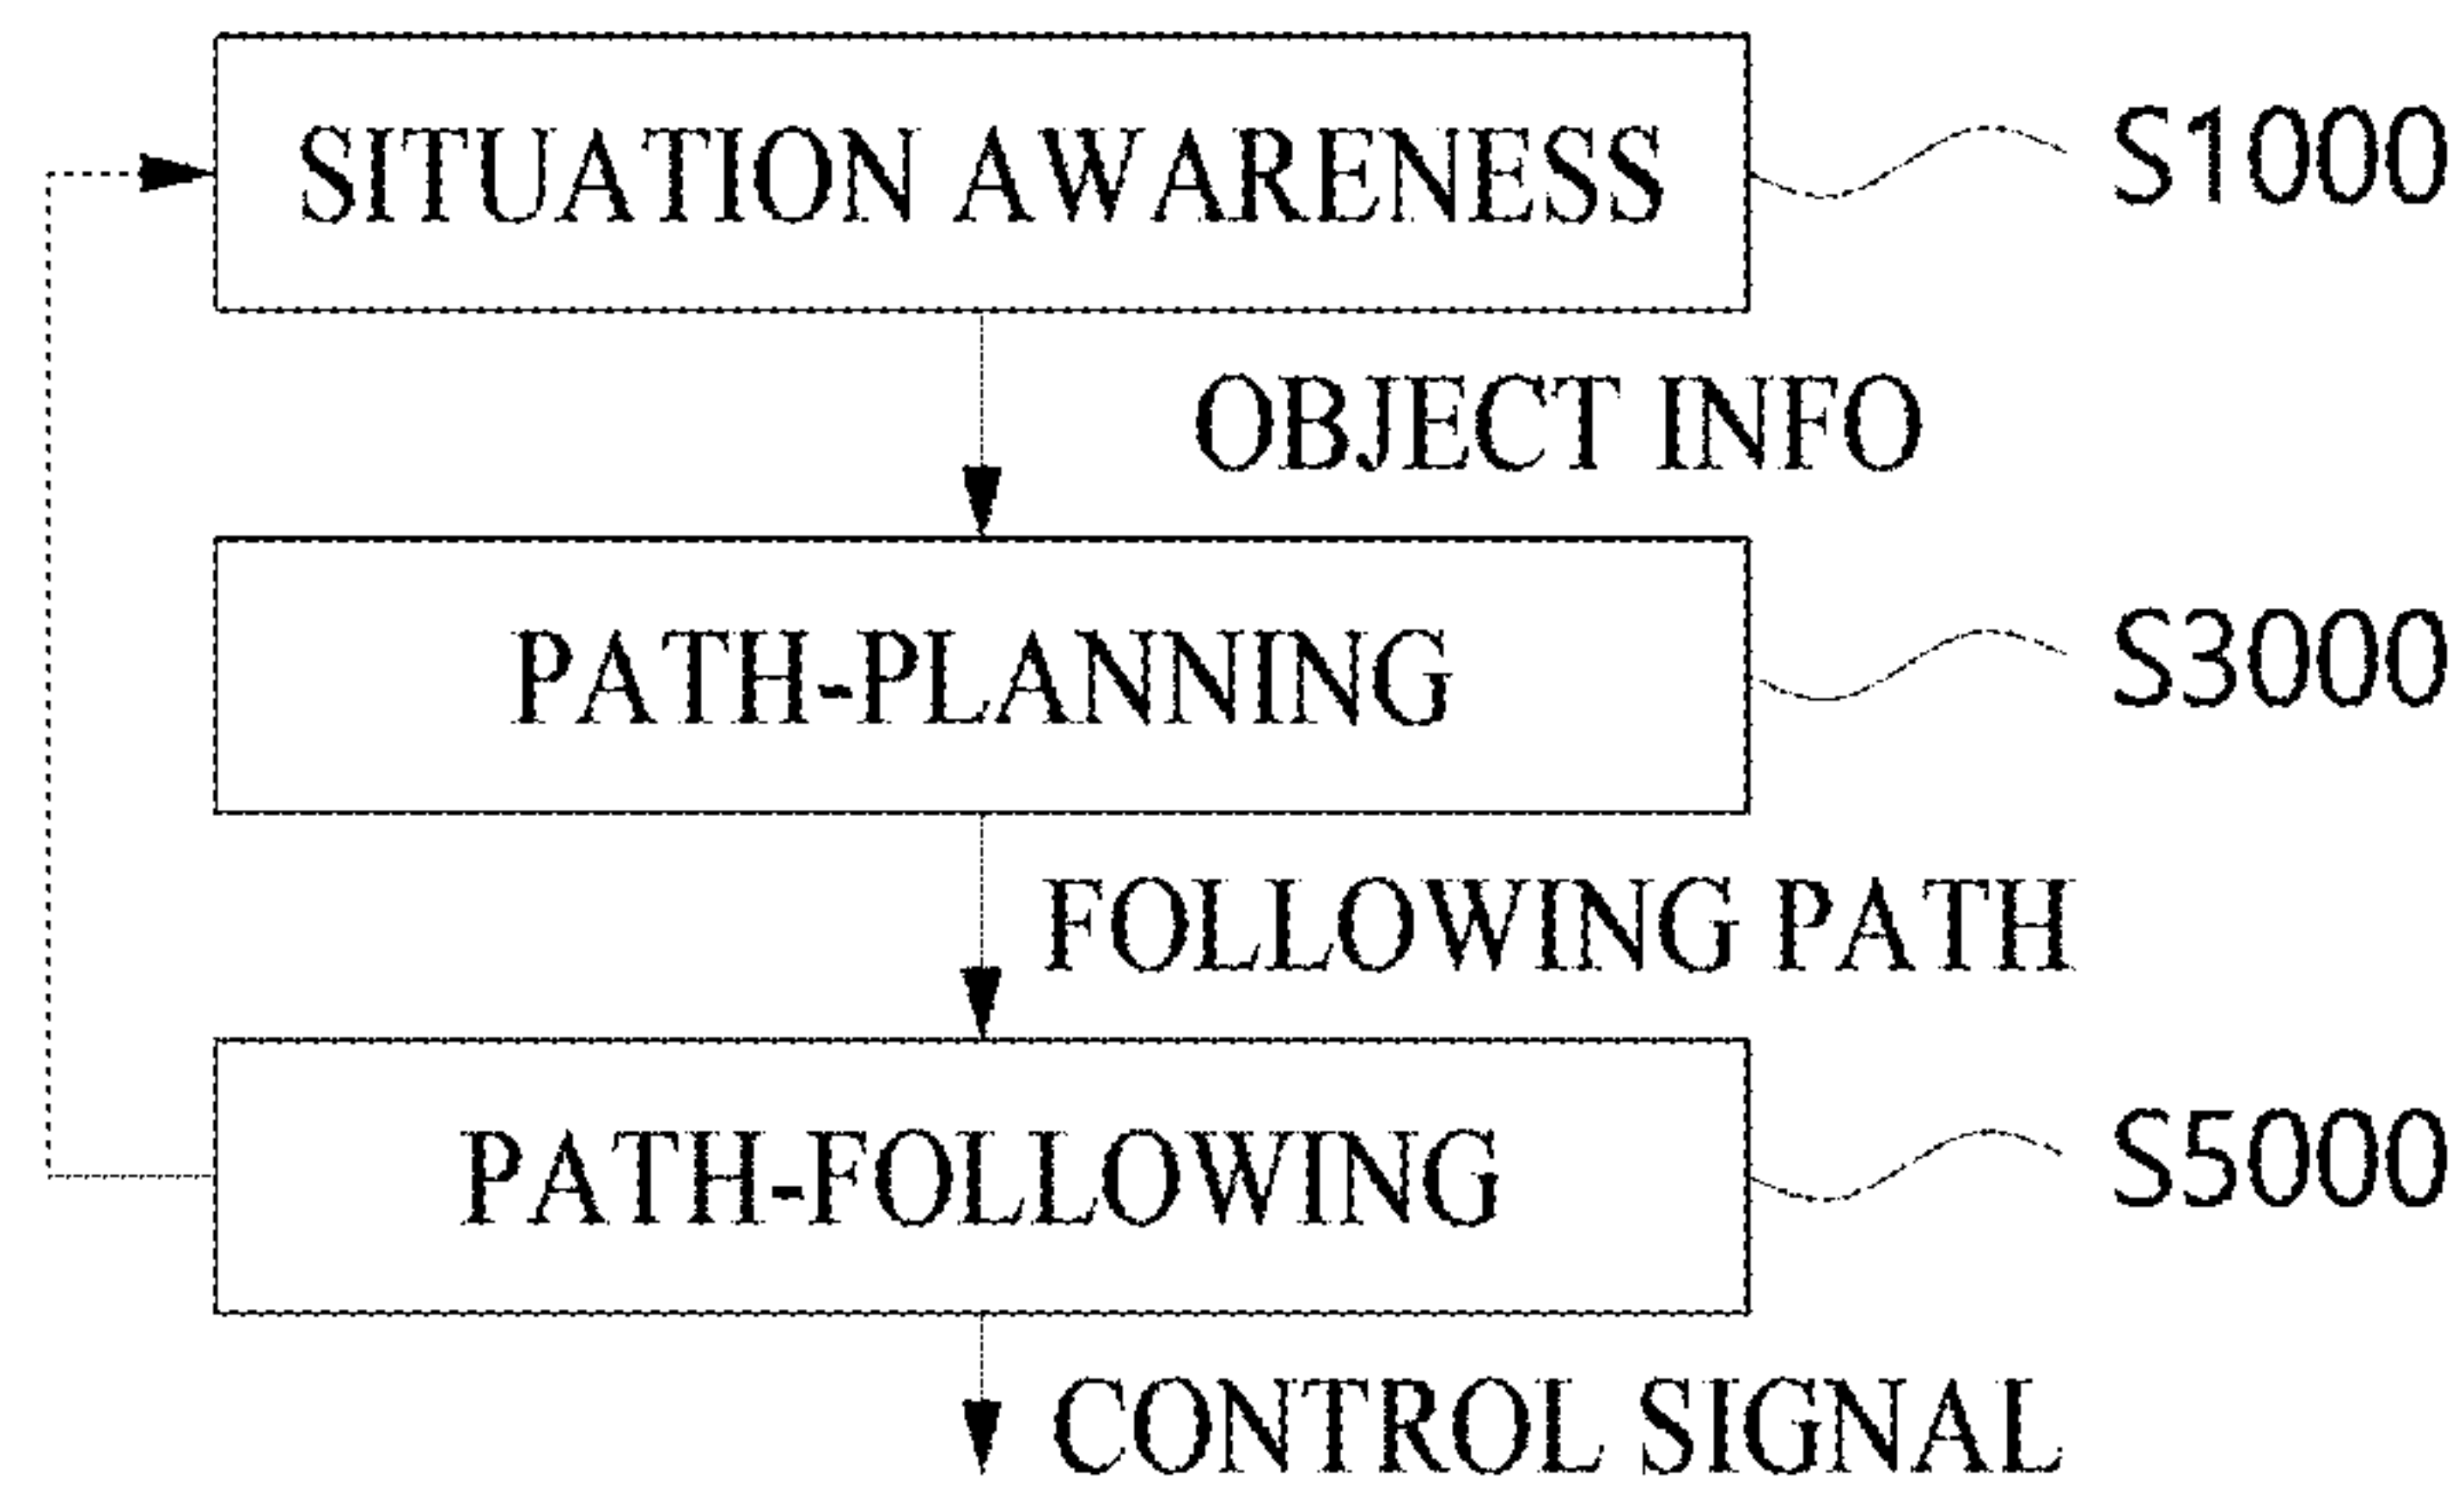 SITUATION AWARENESS
S1000
OBJECT INFO
PATH-PLANNING
S3000
FOLLOWING PATH
PATH-FOLLOWING
S5000
CONTROL SIGNAL